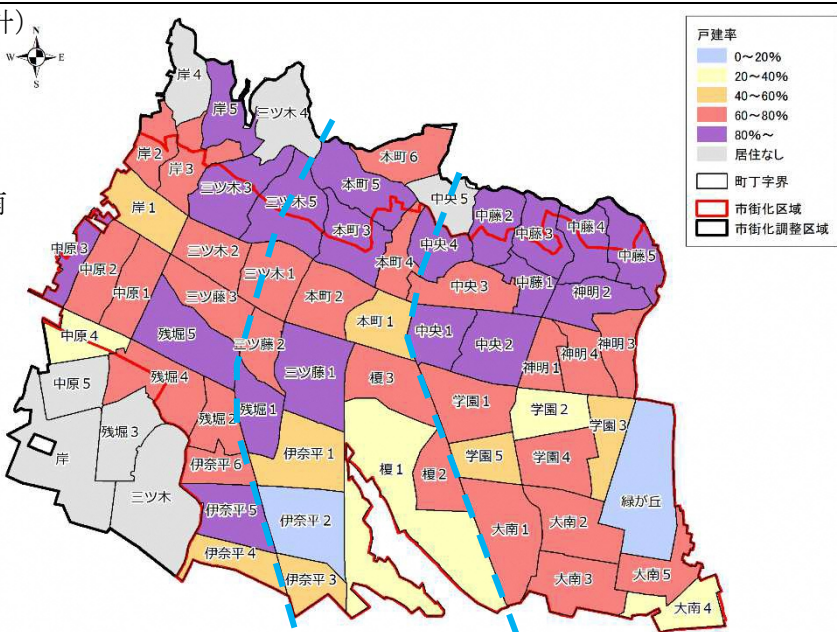 計）
N
W E
S
南
戸建率
0～20%
20～40%
40～60%
60～80%
80%～
居住なし
町丁字界
市街化区域
市街化調整区域
岸4
岸5
三ツ木4
本町6
岸2
岸3
三ツ木3
三ツ木5
本町5
中央5
中藤2
中藤3
中藤4
中藤5
岸1
本町3
本町4
中央4
中原3
中原2
中原1
三ツ木2
三ツ木1
中央3
中藤1
神明2
三ツ藤3
本町2
本町1
中央1
中央2
中原4
残堀5
三ツ藤2
三ツ藤1
神明1
神明4
神明3
中原5
残堀4
残堀2
残堀1
榎3
学園1
学園2
学園3
岸
残堀3
三ツ木
伊奈平6
伊奈平1
榎1
榎2
学園5
学園4
緑が丘
伊奈平5
伊奈平2
大南1
大南2
伊奈平4
伊奈平3
大南3
大南5
大南4